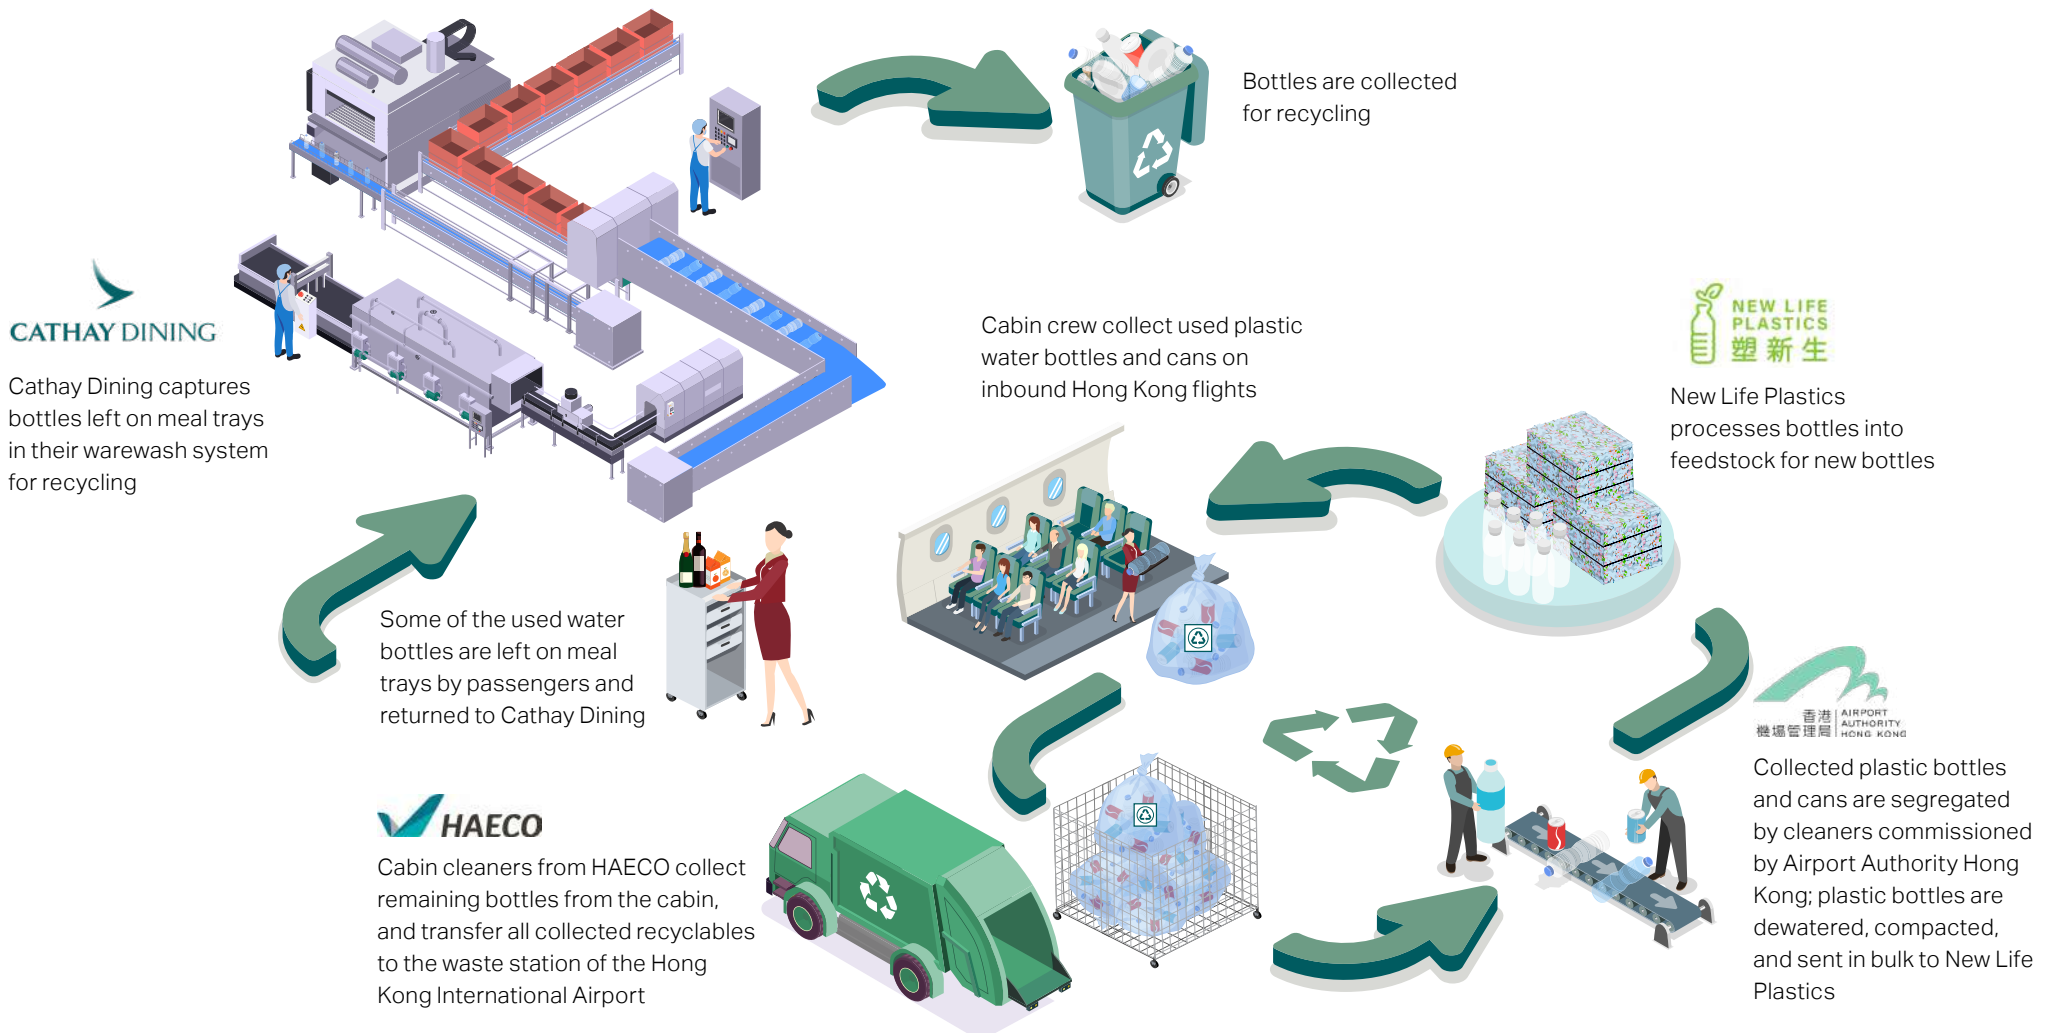 Bottles are collected
for recycling
CATHAY DINING
Cathay Dining captures
bottles left on meal trays
in their warewash system
for recycling
Cabin crew collect used plastic
water bottles and cans on
inbound Hong Kong flights
NEW LIFE
PLASTICS
塑新生
New Life Plastics
processes bottles into
feedstock for new bottles
Some of the used water
bottles are left on meal
trays by passengers and
returned to Cathay Dining
HAECO
Cabin cleaners from HAECO collect
remaining bottles from the cabin,
and transfer all collected recyclables
to the waste station of the Hong
Kong International Airport
香港
機場管理局
AIRPORT
AUTHORITY
HONG KONG
Collected plastic bottles
and cans are segregated
by cleaners commissioned
by Airport Authority Hong
Kong; plastic bottles are
dewatered, compacted,
and sent in bulk to New Life
Plastics